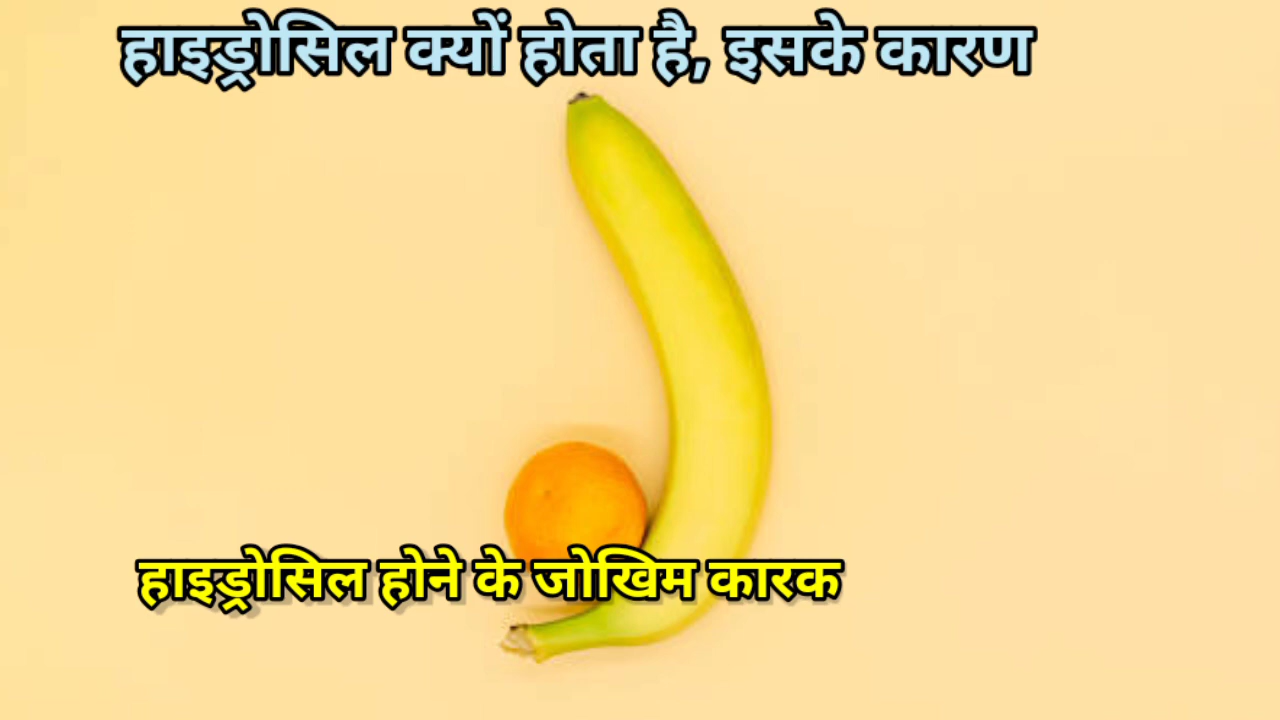 हाइड्रोसिल क्यों होता है, इसके कारण
हाइड्रोसिल होने के जोखिम कारक